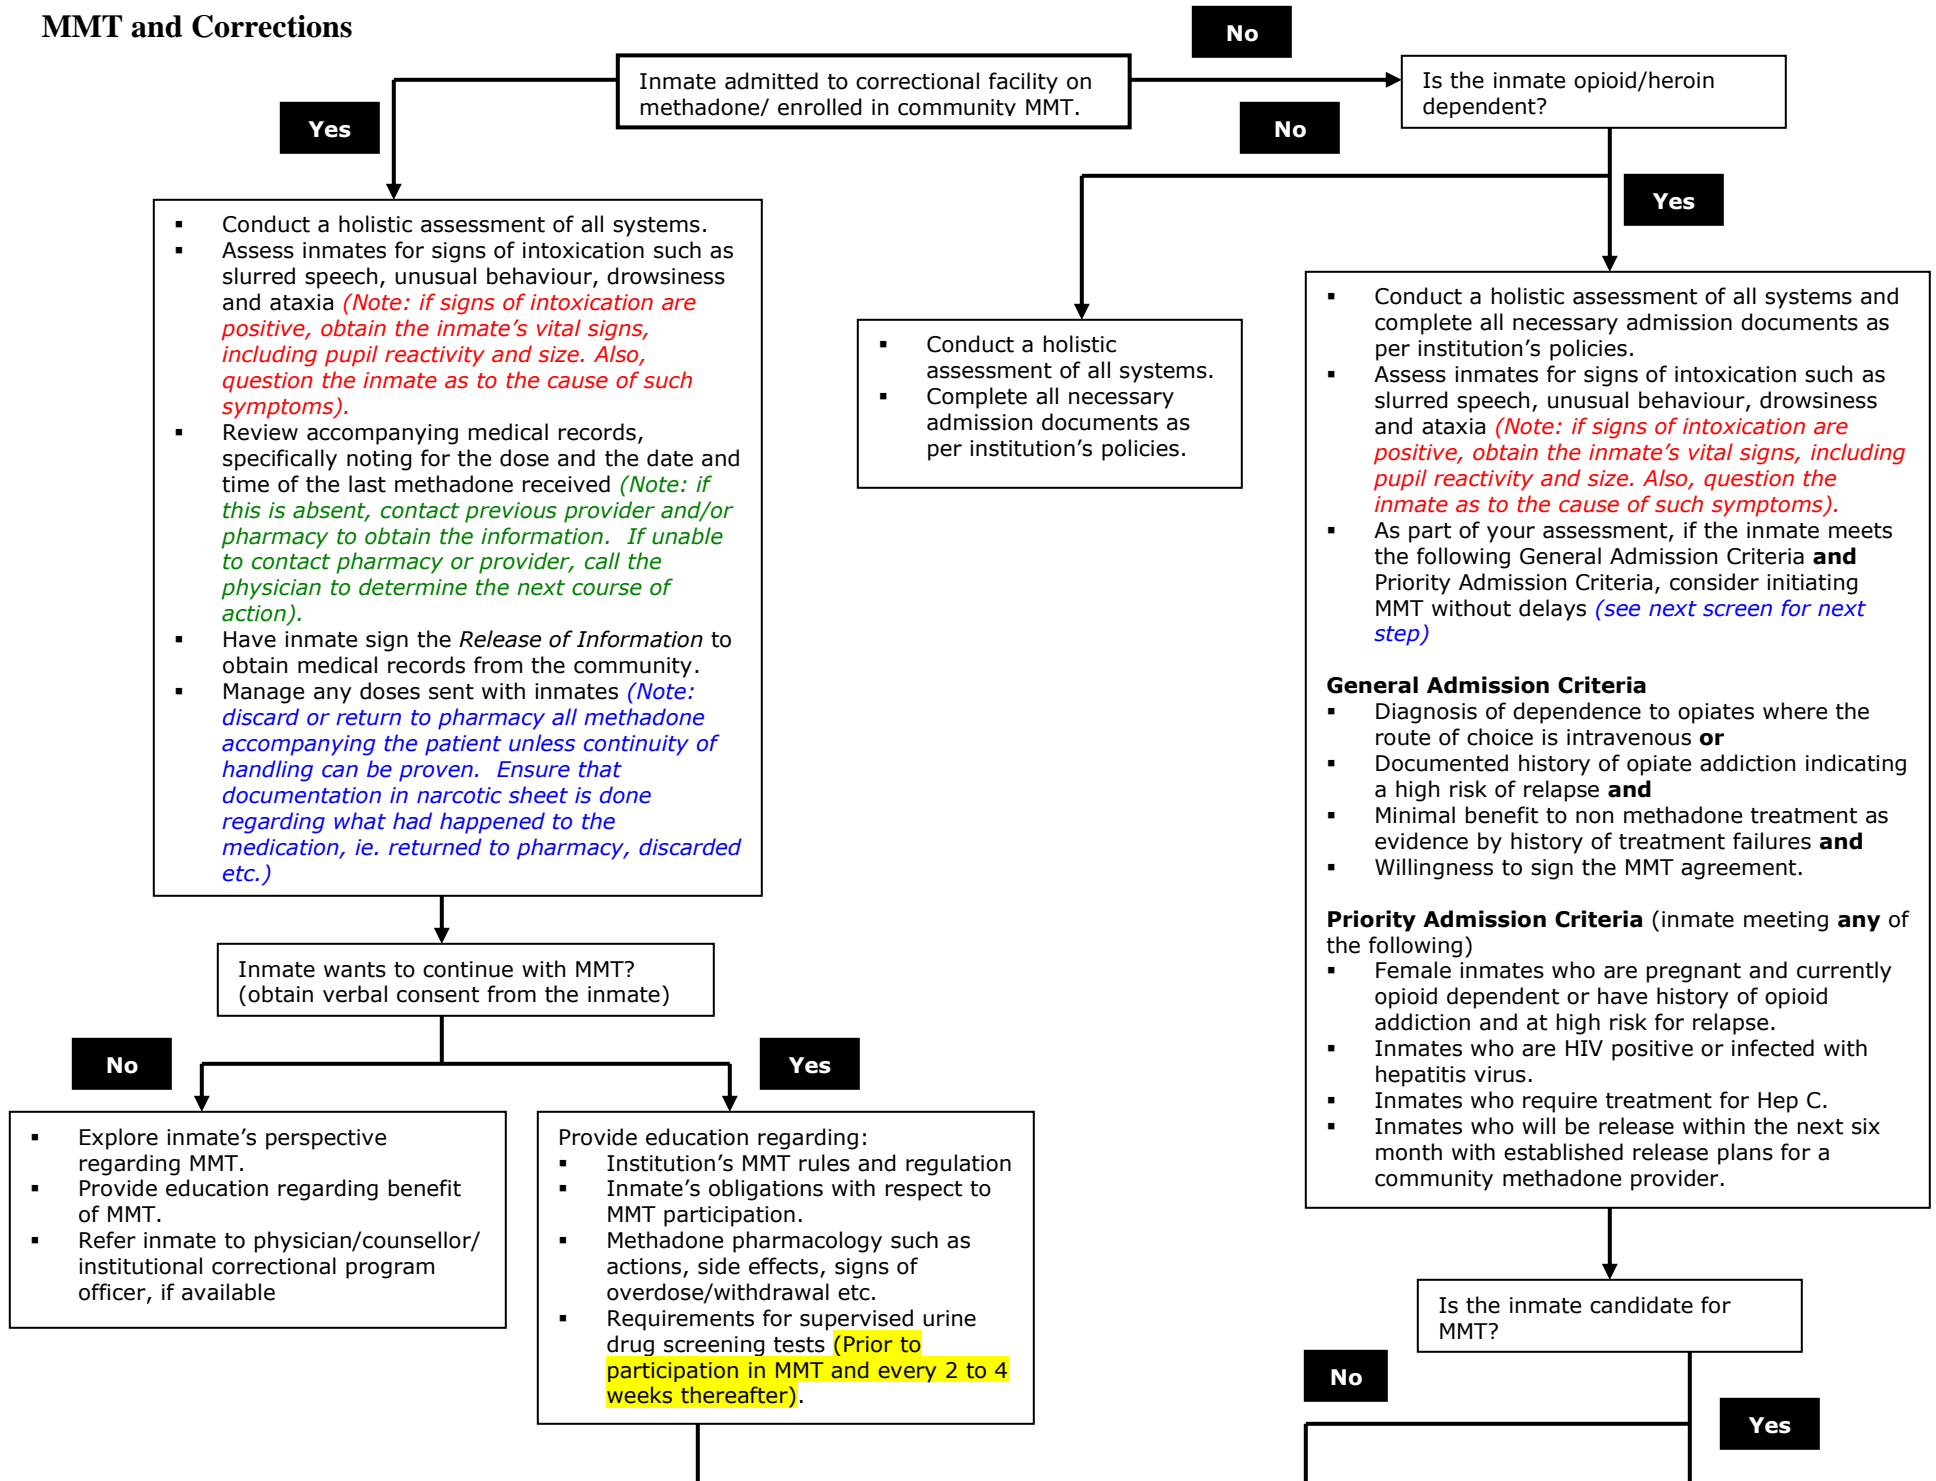 MMT and Corrections
No
Inmate admitted to correctional facility on
methadone/ enrolled in community MMT.
Is the inmate opioid/heroin
dependent?
Yes
No
Yes
▪ Conduct a holistic assessment of all systems.
▪ Assess inmates for signs of intoxication such as
slurred speech, unusual behaviour, drowsiness
and ataxia (Note: if signs of intoxication are
positive, obtain the inmate's vital signs,
including pupil reactivity and size. Also,
question the inmate as to the cause of such
symptoms).
▪ Review accompanying medical records,
specifically noting for the dose and the date and
time of the last methadone received (Note: if
this is absent, contact previous provider and/or
pharmacy to obtain the information. If unable
to contact pharmacy or provider, call the
physician to determine the next course of
action).
▪ Have inmate sign the Release of Information to
obtain medical records from the community.
▪ Manage any doses sent with inmates (Note:
discard or return to pharmacy all methadone
accompanying the patient unless continuity of
handling can be proven. Ensure that
documentation in narcotic sheet is done
regarding what had happened to the
medication, ie. returned to pharmacy, discarded
etc.)
▪ Conduct a holistic
assessment of all systems.
▪ Complete all necessary
admission documents as
per institution's policies.
▪ Conduct a holistic assessment of all systems and
complete all necessary admission documents as
per institution's policies.
▪ Assess inmates for signs of intoxication such as
slurred speech, unusual behaviour, drowsiness
and ataxia (Note: if signs of intoxication are
positive, obtain the inmate's vital signs, including
pupil reactivity and size. Also, question the
inmate as to the cause of such symptoms).
▪ As part of your assessment, if the inmate meets
the following General Admission Criteria and
Priority Admission Criteria, consider initiating
MMT without delays (see next screen for next
step)
General Admission Criteria
▪ Diagnosis of dependence to opiates where the
route of choice is intravenous or
▪ Documented history of opiate addiction indicating
a high risk of relapse and
▪ Minimal benefit to non methadone treatment as
evidence by history of treatment failures and
▪ Willingness to sign the MMT agreement.
Priority Admission Criteria (inmate meeting any of
the following)
▪ Female inmates who are pregnant and currently
opioid dependent or have history of opioid
addiction and at high risk for relapse.
▪ Inmates who are HIV positive or infected with
hepatitis virus.
▪ Inmates who require treatment for Hep C.
▪ Inmates who will be release within the next six
month with established release plans for a
community methadone provider.
Inmate wants to continue with MMT?
(obtain verbal consent from the inmate)
No
Yes
▪ Explore inmate's perspective
regarding MMT.
▪ Provide education regarding benefit
of MMT.
▪ Refer inmate to physician/counsellor/
institutional correctional program
officer, if available
Provide education regarding:
▪ Institution's MMT rules and regulation
▪ Inmate's obligations with respect to
MMT participation.
▪ Methadone pharmacology such as
actions, side effects, signs of
overdose/withdrawal etc.
▪ Requirements for supervised urine
drug screening tests (Prior to
participation in MMT and every 2 to 4
weeks thereafter).
Is the inmate candidate for
MMT?
No
Yes